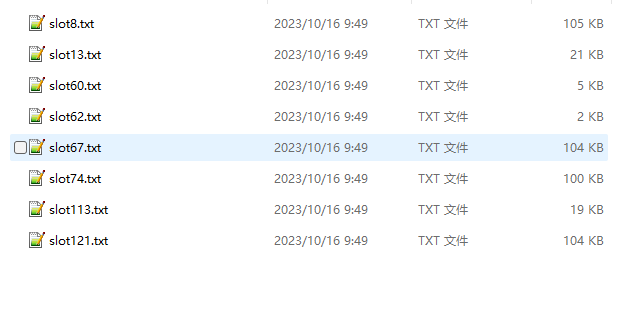 slot8.txt 2023/10/16 9:49 TXT 文件 105 KB
slot13.txt 2023/10/16 9:49 TXT 文件 21 KB
slot60.txt 2023/10/16 9:49 TXT 文件 5 KB
slot62.txt 2023/10/16 9:49 TXT 文件 2 KB
slot67.txt 2023/10/16 9:49 TXT 文件 104 KB
slot74.txt 2023/10/16 9:49 TXT 文件 100 KB
slot113.txt 2023/10/16 9:49 TXT 文件 19 KB
slot121.txt 2023/10/16 9:49 TXT 文件 104 KB